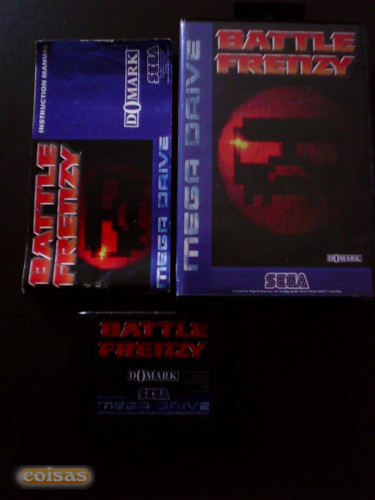 INSTRUCTION MANUAL
DOMARK
SEGA
BATTLE
FRENZY
MEGA DRIVE
BATTLE
FRENZY
MEGA DRIVE
DOMARK
SEGA
BATTLE
FRENZY
DOMARK
SEGA
MEGA DRIVE
coisas